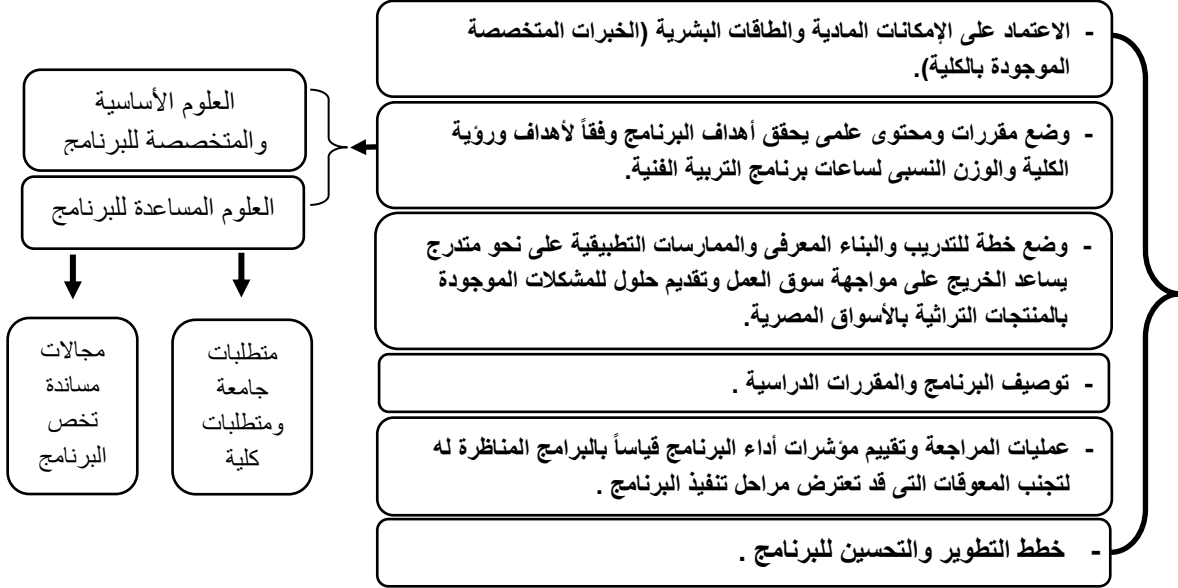 - الاعتماد على الإمكانات المادية والطاقات البشرية (الخبرات المتخصصة
الموجودة بالكلية).
- وضع مقررات ومحتوى علمى يحقق أهداف البرنامج وفقاً لأهداف ورؤية
الكلية والوزن النسبى لساعات برنامج التربية الفنية.
- وضع خطة للتدريب والبناء المعرفى والممارسات التطبيقية على نحو متدرج
يساعد الخريج على مواجهة سوق العمل وتقديم حلول للمشكلات الموجودة
بالمنتجات التراثية بالأسواق المصرية.
- توصيف البرنامج والمقررات الدراسية .
- عمليات المراجعة وتقييم مؤشرات أداء البرنامج قياساً بالبرامج المناظرة له
لتجنب المعوقات التى قد تعترض مراحل تنفيذ البرنامج .
- خطط التطوير والتحسين للبرنامج .
العلوم الأساسية
والمتخصصة للبرنامج
العلوم المساعدة للبرنامج
متطلبات
جامعة
ومتطلبات
كلية
مجالات
مساندة
تخص
البرنامج